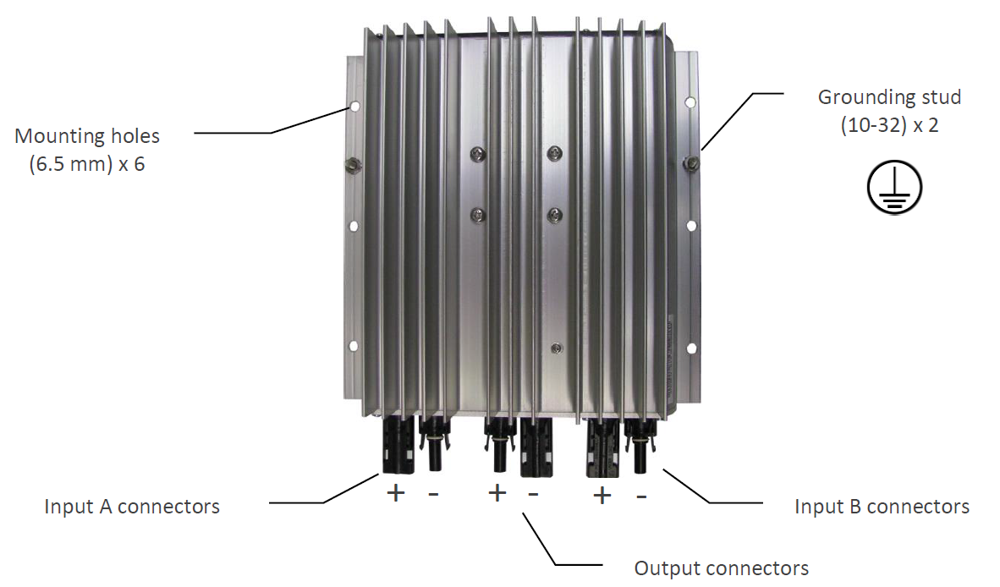 Mounting holes
(6.5 mm) x 6
Grounding stud
(10-32) x 2
+ - + - + -
Input A connectors
Input B connectors
Output connectors